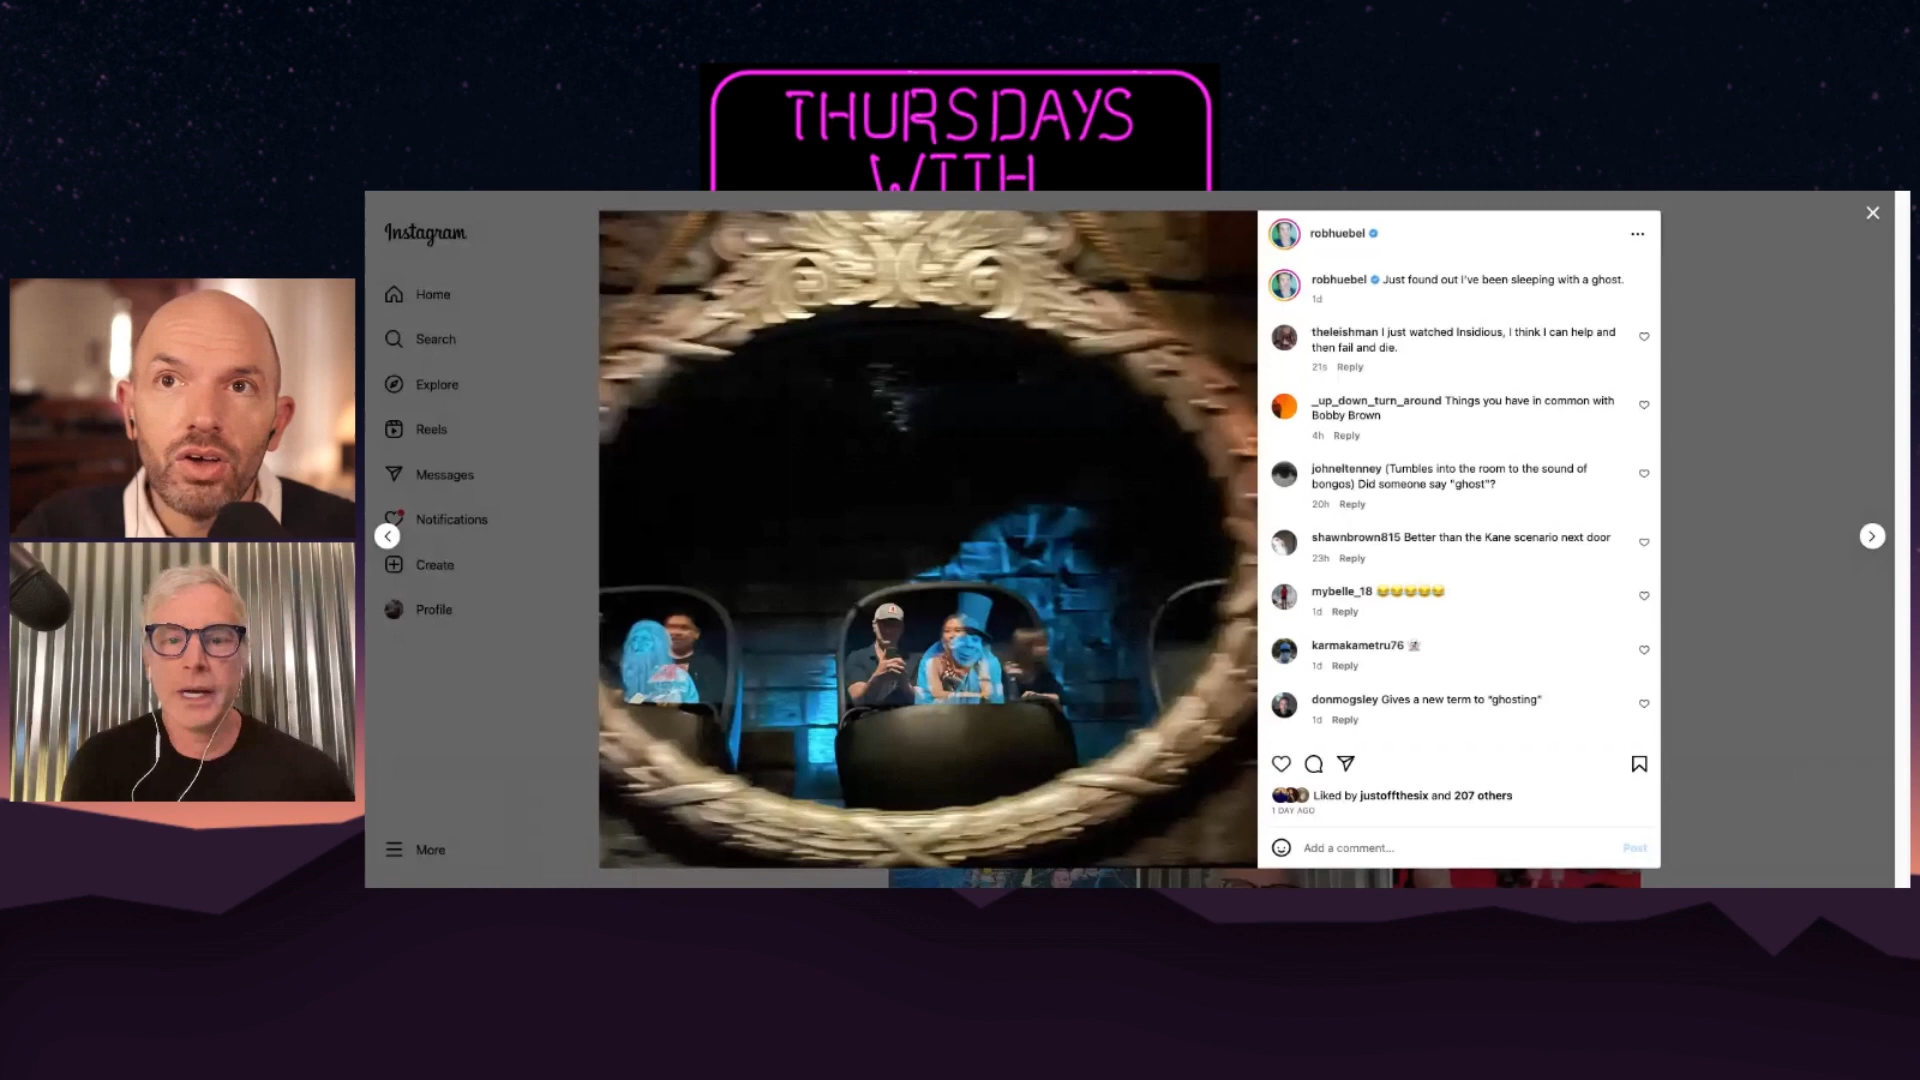 THURSDAYS
WITH
Instagram
Home
Search
Explore
Reels
Messages
Notifications
Create
Profile
More
robhuebel
robhuebel Just found out I've been sleeping with a ghost.
1d
theleishman I just watched Insidious, I think I can help and
then fail and die.
21s Reply
_up_down_turn_around Things you have in common with
Bobby Brown
4h Reply
johneltenney (Tumbles into the room to the sound of
bongos) Did someone say "ghost"?
20h Reply
shawnbrown815 Better than the Kane scenario next door
23h Reply
mybelle_18 😂😂😂😂😂
1d Reply
karmakametru76 👻
1d Reply
donmogsley Gives a new term to “ghosting”
1d Reply
Liked by justoffthesix and 207 others
1 DAY AGO
Add a comment...
Post